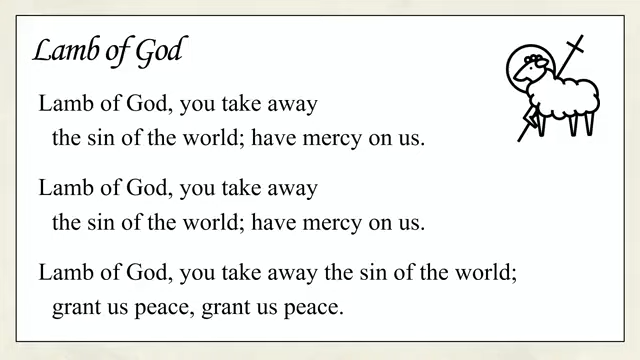 Lamb of God
Lamb of God, you take away
the sin of the world; have mercy on us.
Lamb of God, you take away
the sin of the world; have mercy on us.
Lamb of God, you take away the sin of the world;
grant us peace, grant us peace.